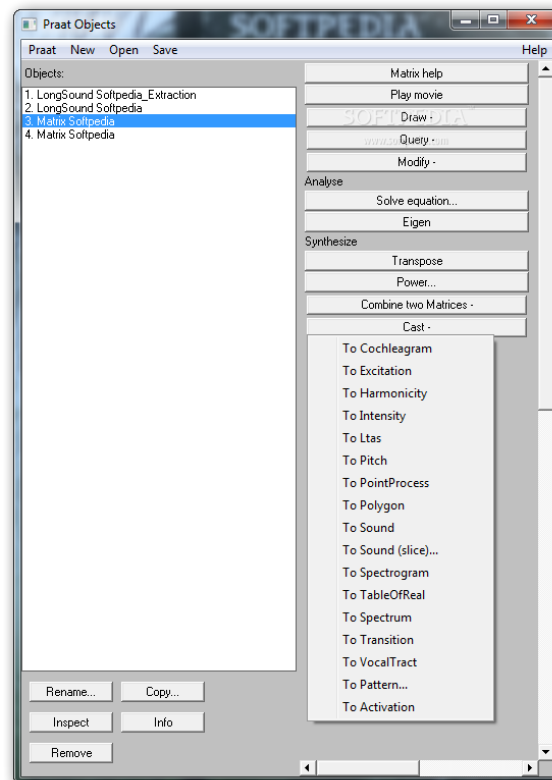 SOFTPEDIA
Praat Objects
Praat New Open Save Help
Objects:
1. LongSound Softpedia_Extraction
2. LongSound Softpedia
3. Matrix Softpedia
4. Matrix Softpedia
Matrix help
Play movie
Draw -
SOFTPEDIA
Query -
www.softpedia.com
Modify -
Analyse
Solve equation...
Eigen
Synthesize
Transpose
Power...
Combine two Matrices -
Cast -
To Cochleagram
To Excitation
To Harmonicity
To Intensity
To Ltas
To Pitch
To PointProcess
To Polygon
To Sound
To Sound (slice)...
To Spectrogram
To TableOfReal
To Spectrum
To Transition
To VocalTract
To Pattern...
To Activation
Rename... Copy...
Inspect Info
Remove